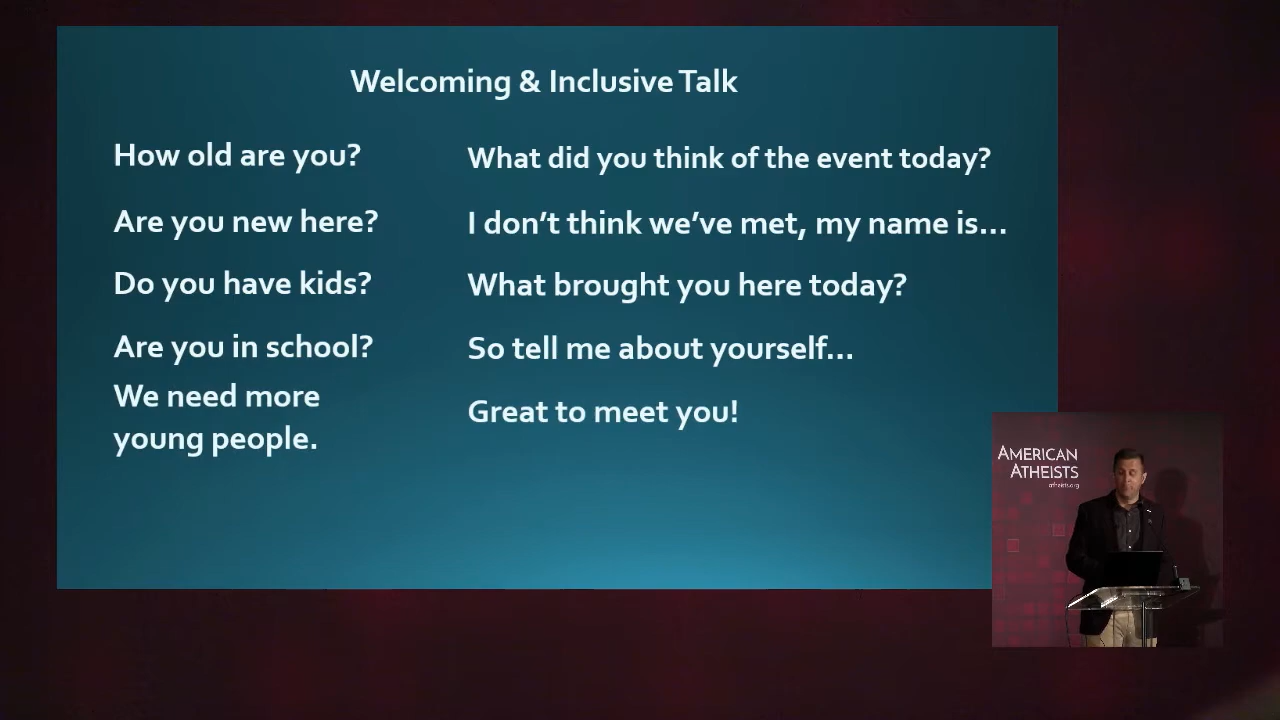 Welcoming & Inclusive Talk
How old are you?
What did you think of the event today?
Are you new here?
I don’t think we’ve met, my name is...
Do you have kids?
What brought you here today?
Are you in school?
So tell me about yourself...
We need more
young people.
Great to meet you!
AMERICAN
ATHEISTS
atheists.org